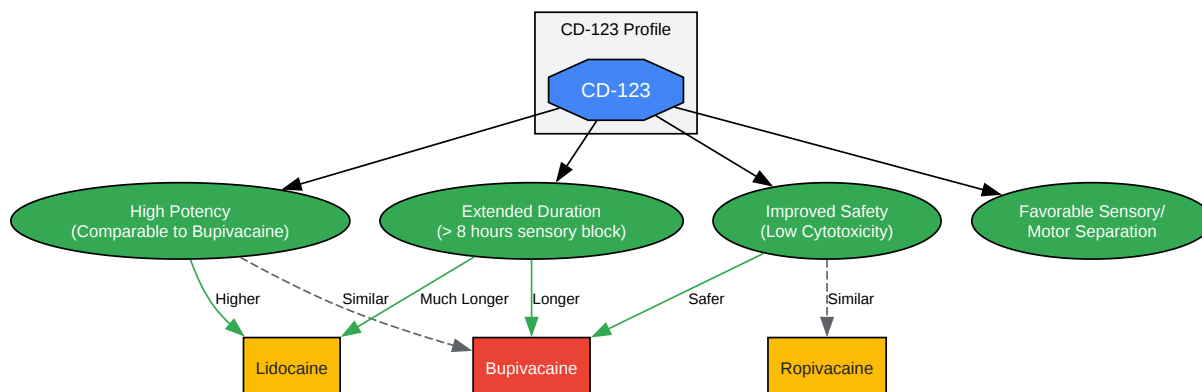 CD-123 Profile
CD-123
High Potency
(Comparable to Bupivacaine)
Extended Duration
(> 8 hours sensory block)
Improved Safety
(Low Cytotoxicity)
Favorable Sensory/
Motor Separation
Higher
Similar
Much Longer
Longer
Safer
Similar
Lidocaine
Bupivacaine
Ropivacaine